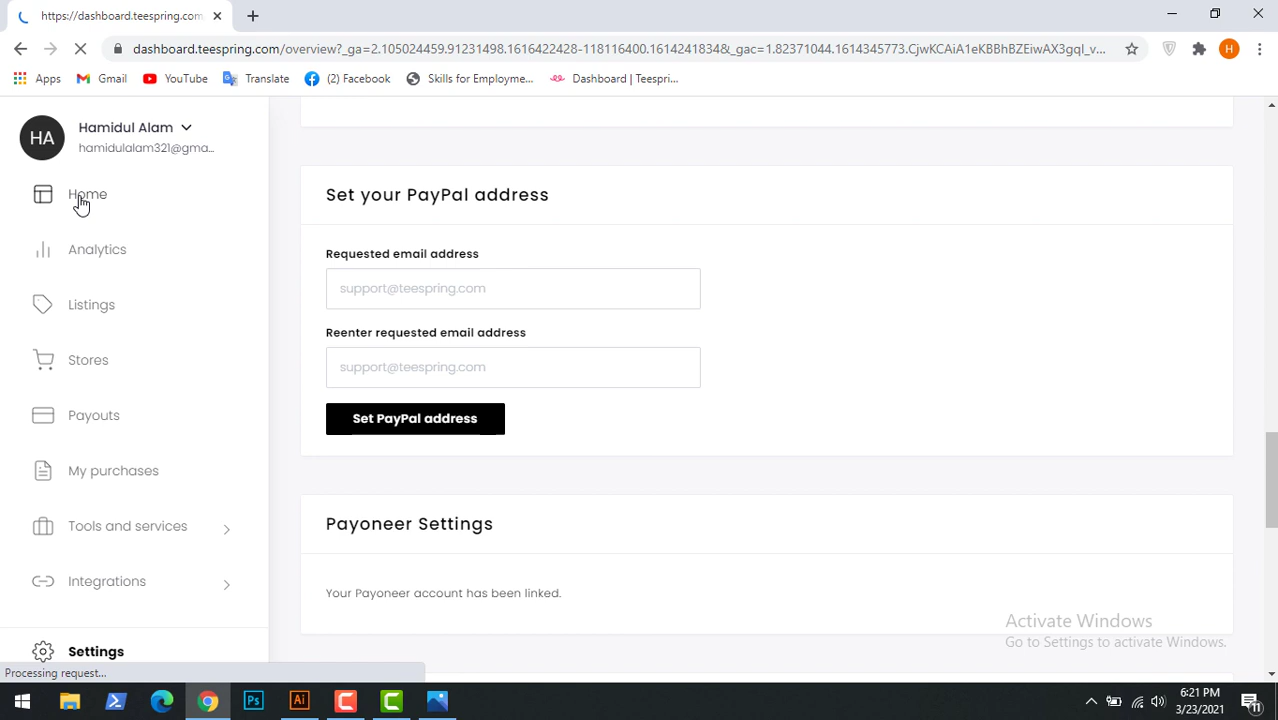 https://dashboard.teespring.com
dashboard.teespring.com/overview?_ga=2.105024459.91231498.1616422428-118116400.1614241834&_gac=1.82371044.1614345773.CjwKCAiA1eKBBhBZEiwAX3gql_v...
H
Apps
Gmail
YouTube
Translate
(2) Facebook
Skills for Employme...
Dashboard | Teespri...
HA
Hamidul Alam
hamidulalam321@gma...
Home
Analytics
Listings
Stores
Payouts
My purchases
Tools and services
Integrations
Settings
Set your PayPal address
Requested email address
support@teespring.com
Reenter requested email address
support@teespring.com
Set PayPal address
Payoneer Settings
Your Payoneer account has been linked.
Activate Windows
Go to Settings to activate Windows.
Processing request...
Ps
Ai
C
C
6:21 PM
3/23/2021
11